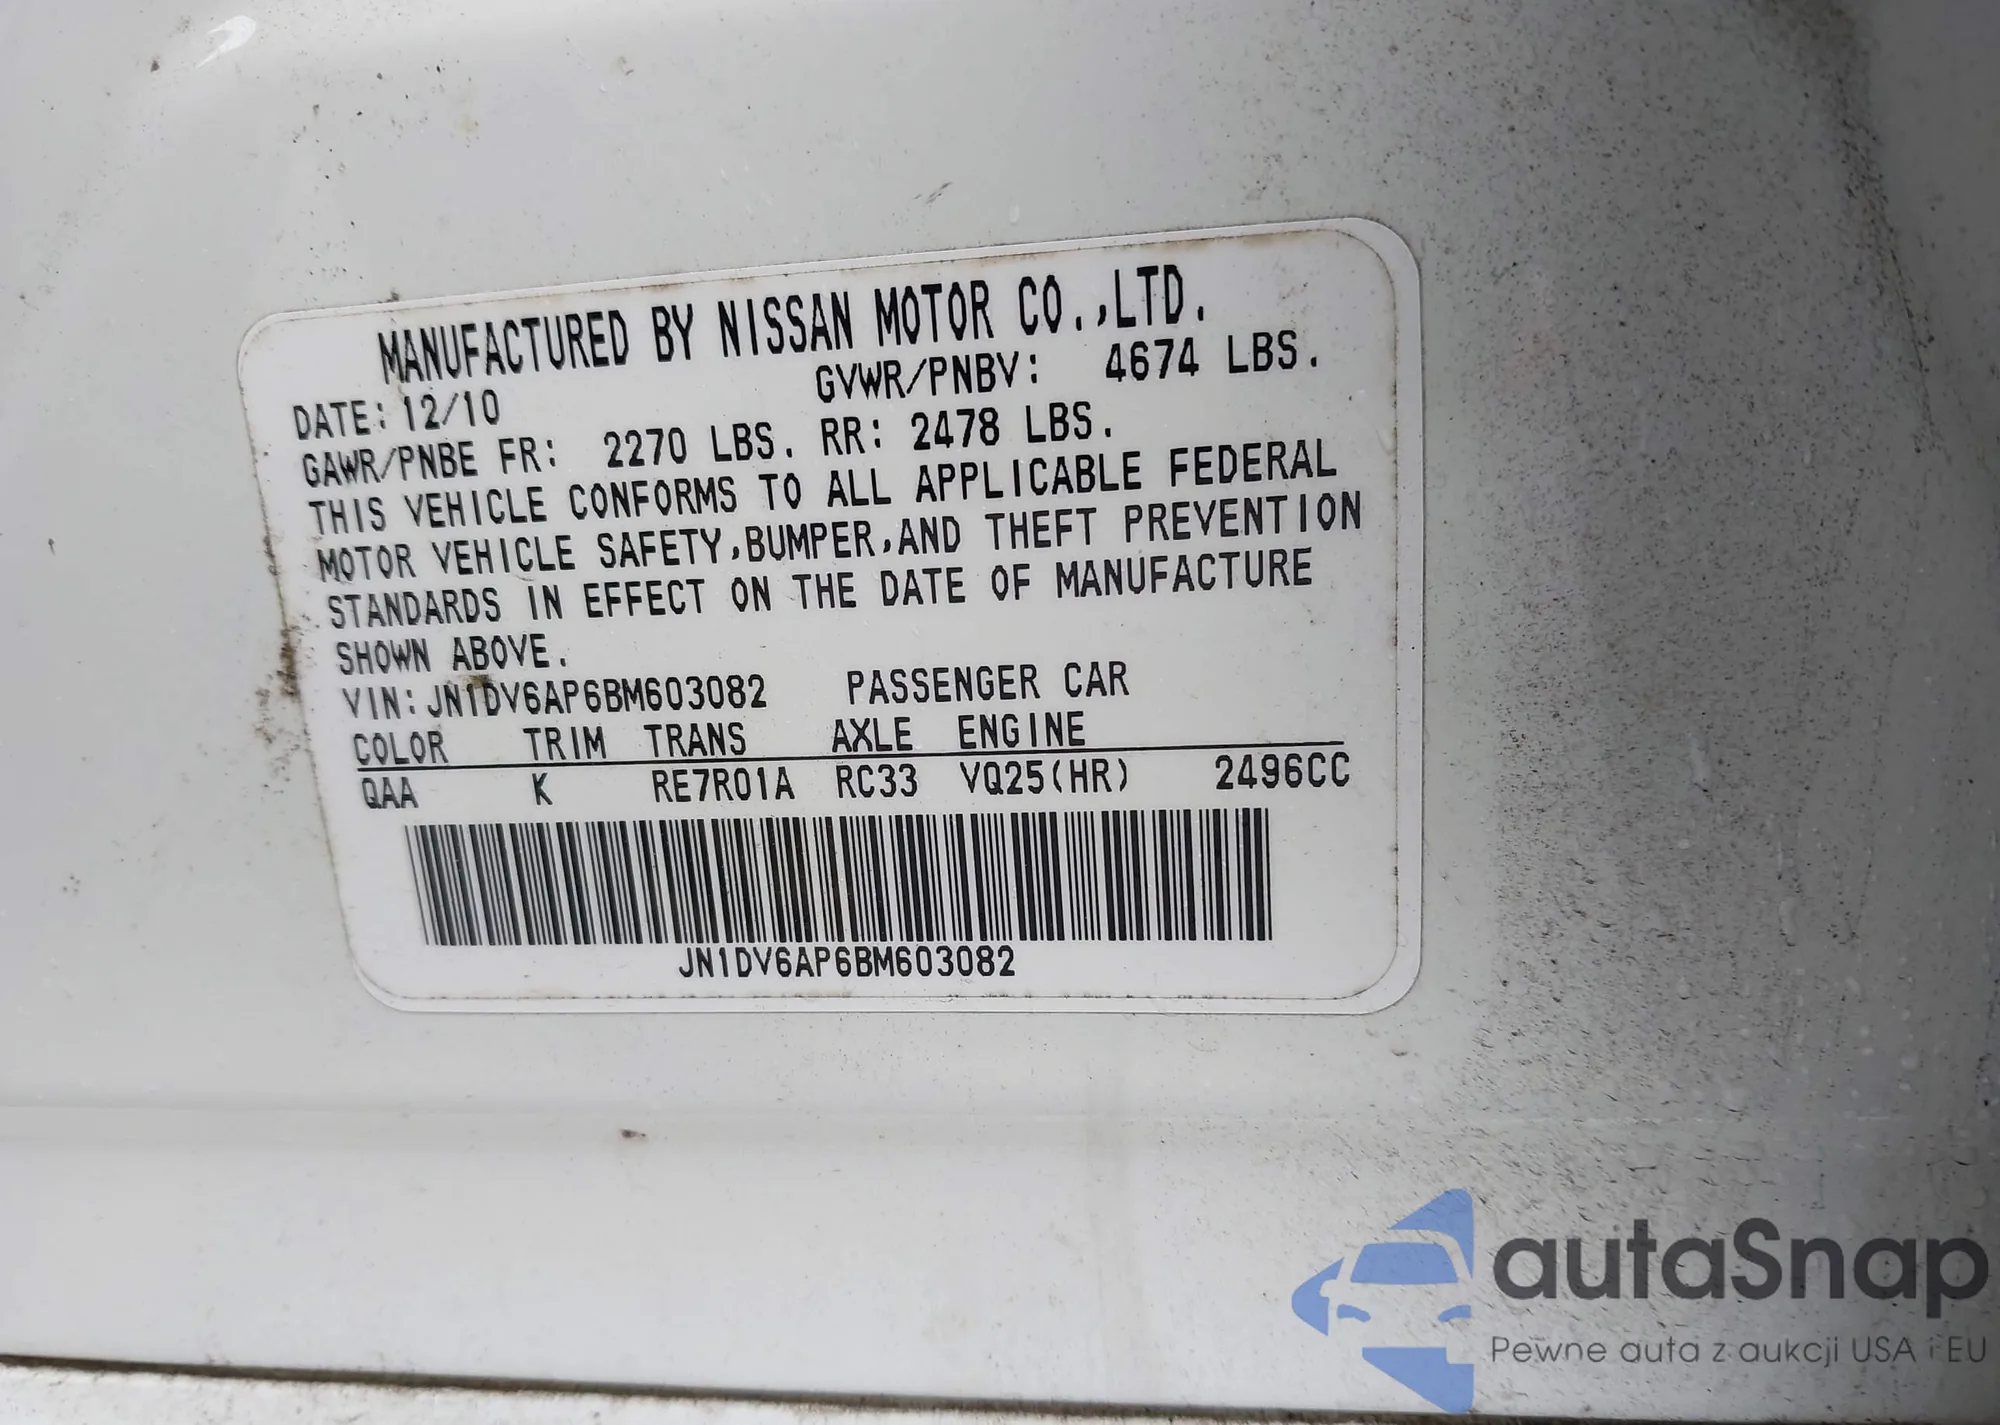 MANUFACTURED BY NISSAN MOTOR CO.,LTD.
DATE: 12/10 GVWR/PNBV: 4674 LBS.
GAWR/PNBE FR: 2270 LBS. RR: 2478 LBS.
THIS VEHICLE CONFORMS TO ALL APPLICABLE FEDERAL
MOTOR VEHICLE SAFETY,BUMPER,AND THEFT PREVENTION
STANDARDS IN EFFECT ON THE DATE OF MANUFACTURE
SHOWN ABOVE.
VIN: JN1DV6AP6BM603082 PASSENGER CAR
COLOR TRIM TRANS AXLE ENGINE
QAA K RE7R01A RC33 VQ25(HR) 2496CC
JN1DV6AP6BM603082
autaSnap
Pewne auta z aukcji USA i EU